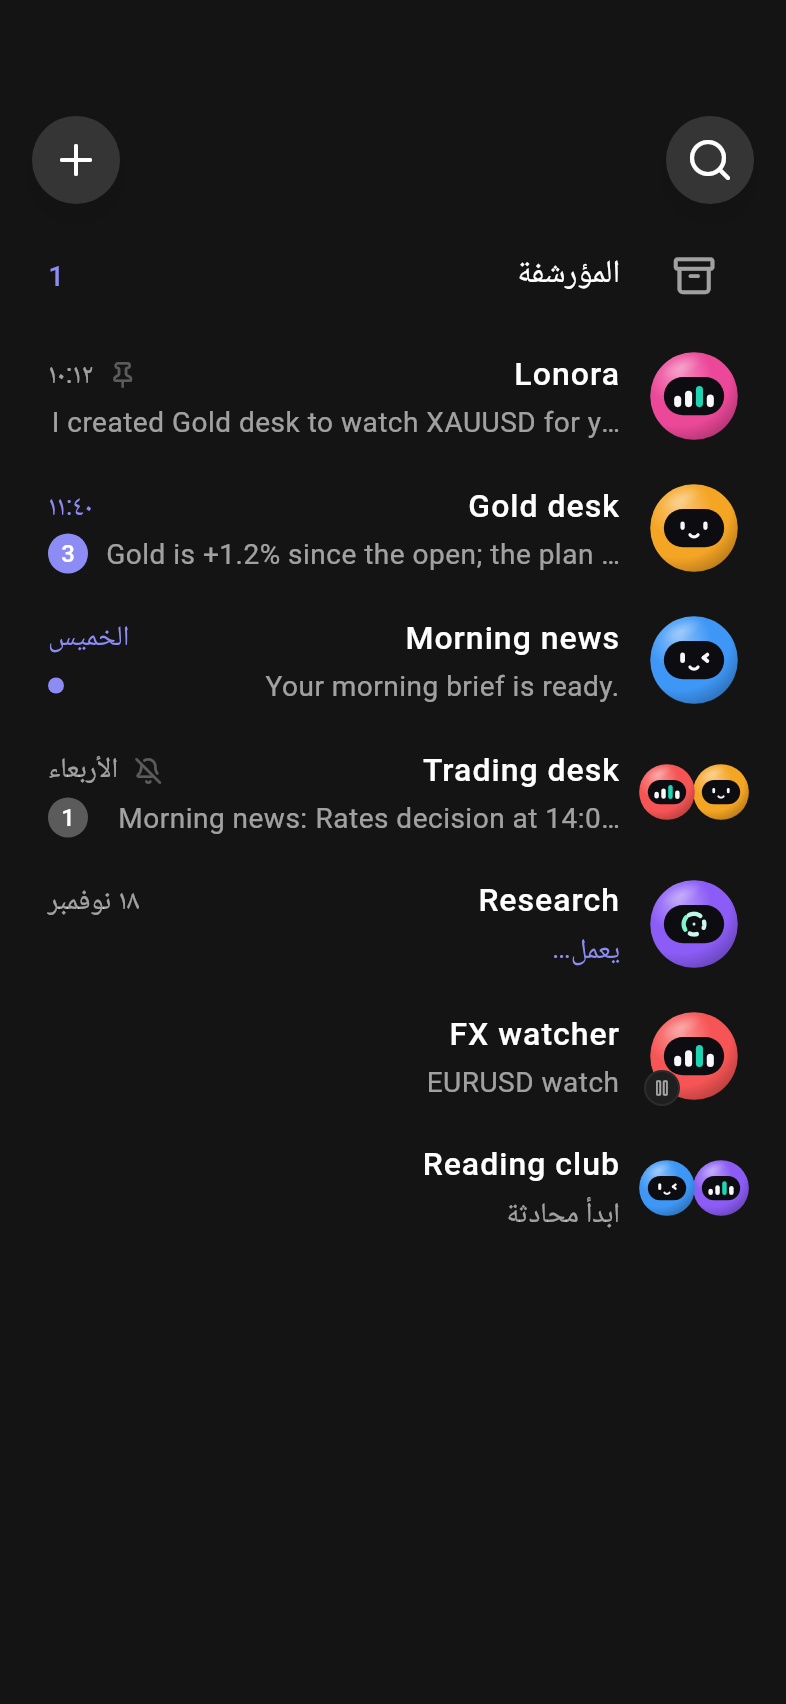 المؤرشفة 1
Lonora ١٠:١٢
I created Gold desk to watch XAUUSD for y…
Gold desk ١١:٤٠
Gold is +1.2% since the open; the plan … 3
Morning news الخميس
Your morning brief is ready.
Trading desk الأربعاء
Morning news: Rates decision at 14:0… 1
Research ١٨ نوفمبر
يعمل…
FX watcher
EURUSD watch
Reading club
ابدأ محادثة